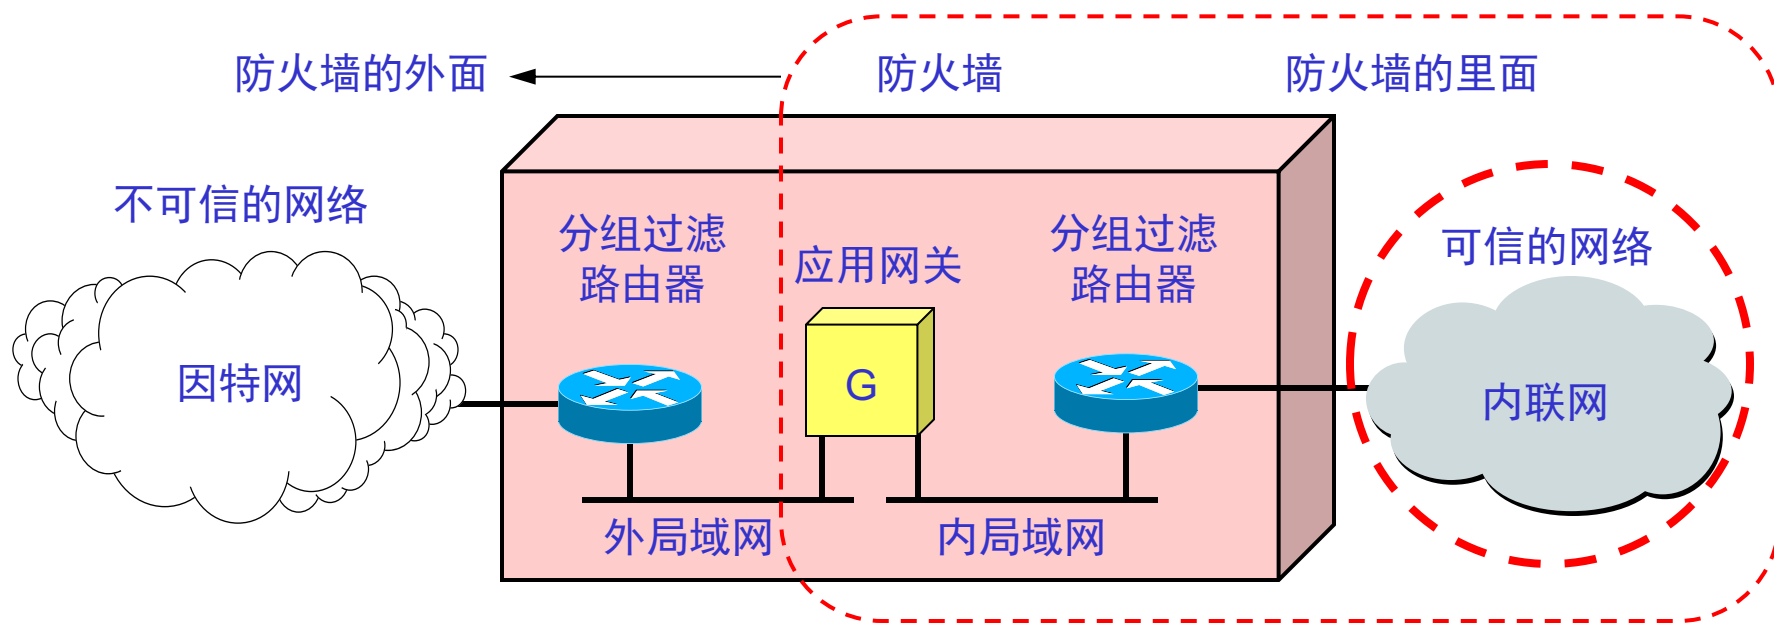 防火墙的外面
防火墙
防火墙的里面
不可信的网络
分组过滤
路由器
应用网关
分组过滤
路由器
可信的网络
因特网
G
内联网
外局域网
内局域网